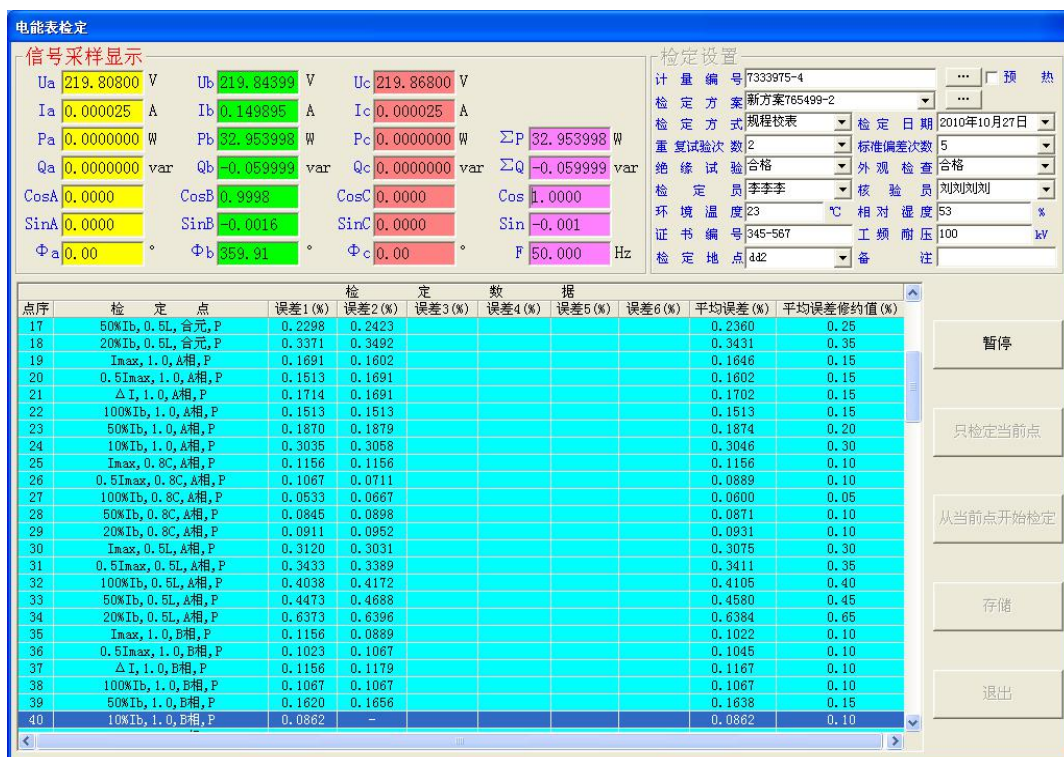 电能表检定
信号采样显示
Ua 219.80800 V Ub 219.84399 V Uc 219.86800 V
Ia 0.000025 A Ib 0.149895 A Ic 0.000025 A
Pa 0.0000000 W Pb 32.953998 W Pc 0.0000000 W ΣP 32.953998 W
Qa 0.0000000 var Qb -0.059999 var Qc 0.0000000 var ΣQ -0.059999 var
CosA 0.0000 CosB 0.9998 CosC 0.0000 Cos 1.0000
SinA 0.0000 SinB -0.0016 SinC 0.0000 Sin -0.001
Φa 0.00 ° Φb 359.91 ° Φc 0.00 ° F 50.000 Hz
检定设置
计量编号 7333975-4 ... 预热
检定方案 新方案765499-2 ...
检定方式 规程校表 检定日期 2010年10月27日
重复试验次数 2 标准偏差次数 5
绝缘试验 合格 外观检查 合格
检定员 李李李 核验员 刘刘刘刘
环境温度 23 ℃ 相对湿度 53 %
证书编号 345-567 工频耐压 100 kV
检定地点 dd2 备注
检定数据
点序 检定点 误差1(%) 误差2(%) 误差3(%) 误差4(%) 误差5(%) 误差6(%) 平均误差(%) 平均误差修约值(%)
17 50%Ib,0.5L,合元,P 0.2298 0.2423 0.2360 0.25
18 20%Ib,0.5L,合元,P 0.3371 0.3492 0.3431 0.35
19 Imax,1.0,A相,P 0.1691 0.1602 0.1646 0.15
20 0.5Imax,1.0,A相,P 0.1513 0.1691 0.1602 0.15
21 ΔI,1.0,A相,P 0.1714 0.1691 0.1702 0.15
22 100%Ib,1.0,A相,P 0.1513 0.1513 0.1513 0.15
23 50%Ib,1.0,A相,P 0.1870 0.1879 0.1874 0.20
24 10%Ib,1.0,A相,P 0.3035 0.3058 0.3046 0.30
25 Imax,0.8C,A相,P 0.1156 0.1156 0.1156 0.10
26 0.5Imax,0.8C,A相,P 0.1067 0.0711 0.0889 0.10
27 100%Ib,0.8C,A相,P 0.0533 0.0667 0.0600 0.05
28 50%Ib,0.8C,A相,P 0.0845 0.0898 0.0871 0.10
29 20%Ib,0.8C,A相,P 0.0911 0.0952 0.0931 0.10
30 Imax,0.5L,A相,P 0.3120 0.3031 0.3075 0.30
31 0.5Imax,0.5L,A相,P 0.3433 0.3389 0.3411 0.35
32 100%Ib,0.5L,A相,P 0.4038 0.4172 0.4105 0.40
33 50%Ib,0.5L,A相,P 0.4473 0.4688 0.4580 0.45
34 20%Ib,0.5L,A相,P 0.6373 0.6396 0.6384 0.65
35 Imax,1.0,B相,P 0.1156 0.0889 0.1022 0.10
36 0.5Imax,1.0,B相,P 0.1023 0.1067 0.1045 0.10
37 ΔI,1.0,B相,P 0.1156 0.1179 0.1167 0.10
38 100%Ib,1.0,B相,P 0.1067 0.1067 0.1067 0.10
39 50%Ib,1.0,B相,P 0.1620 0.1656 0.1638 0.15
40 10%Ib,1.0,B相,P 0.0862 - 0.0862 0.10
暂停
只检定当前点
从当前点开始检定
存储
退出